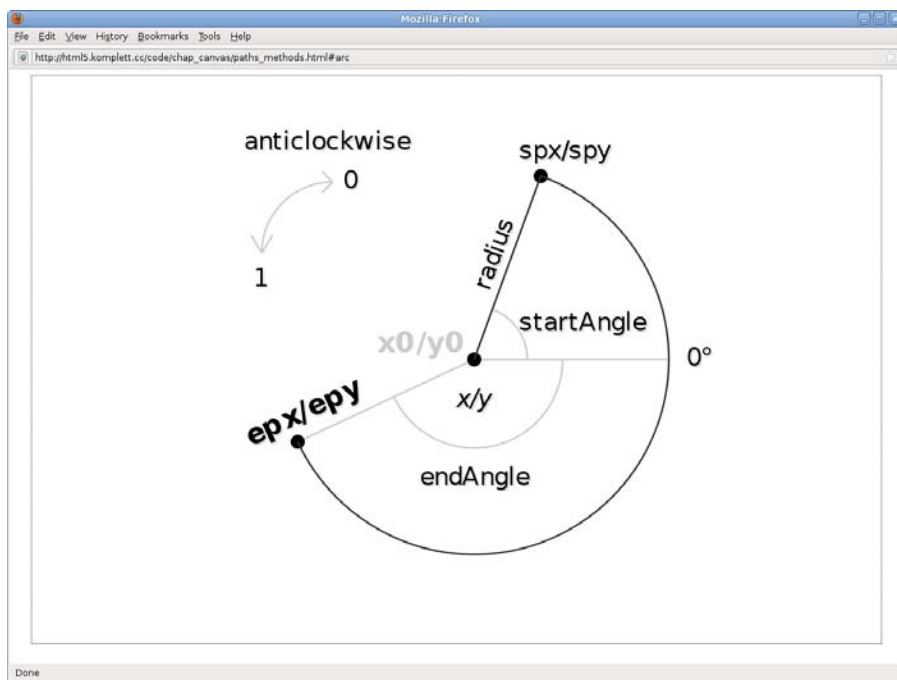 Mozilla Firefox
File Edit View History Bookmarks Tools Help
http://html5.komplett.cc/code/chap_canvas/paths_methods.html#arc
anticlockwise
0
1
spx/spy
radius
startAngle
x0/y0
0°
x/y
epx/epy
endAngle
Done